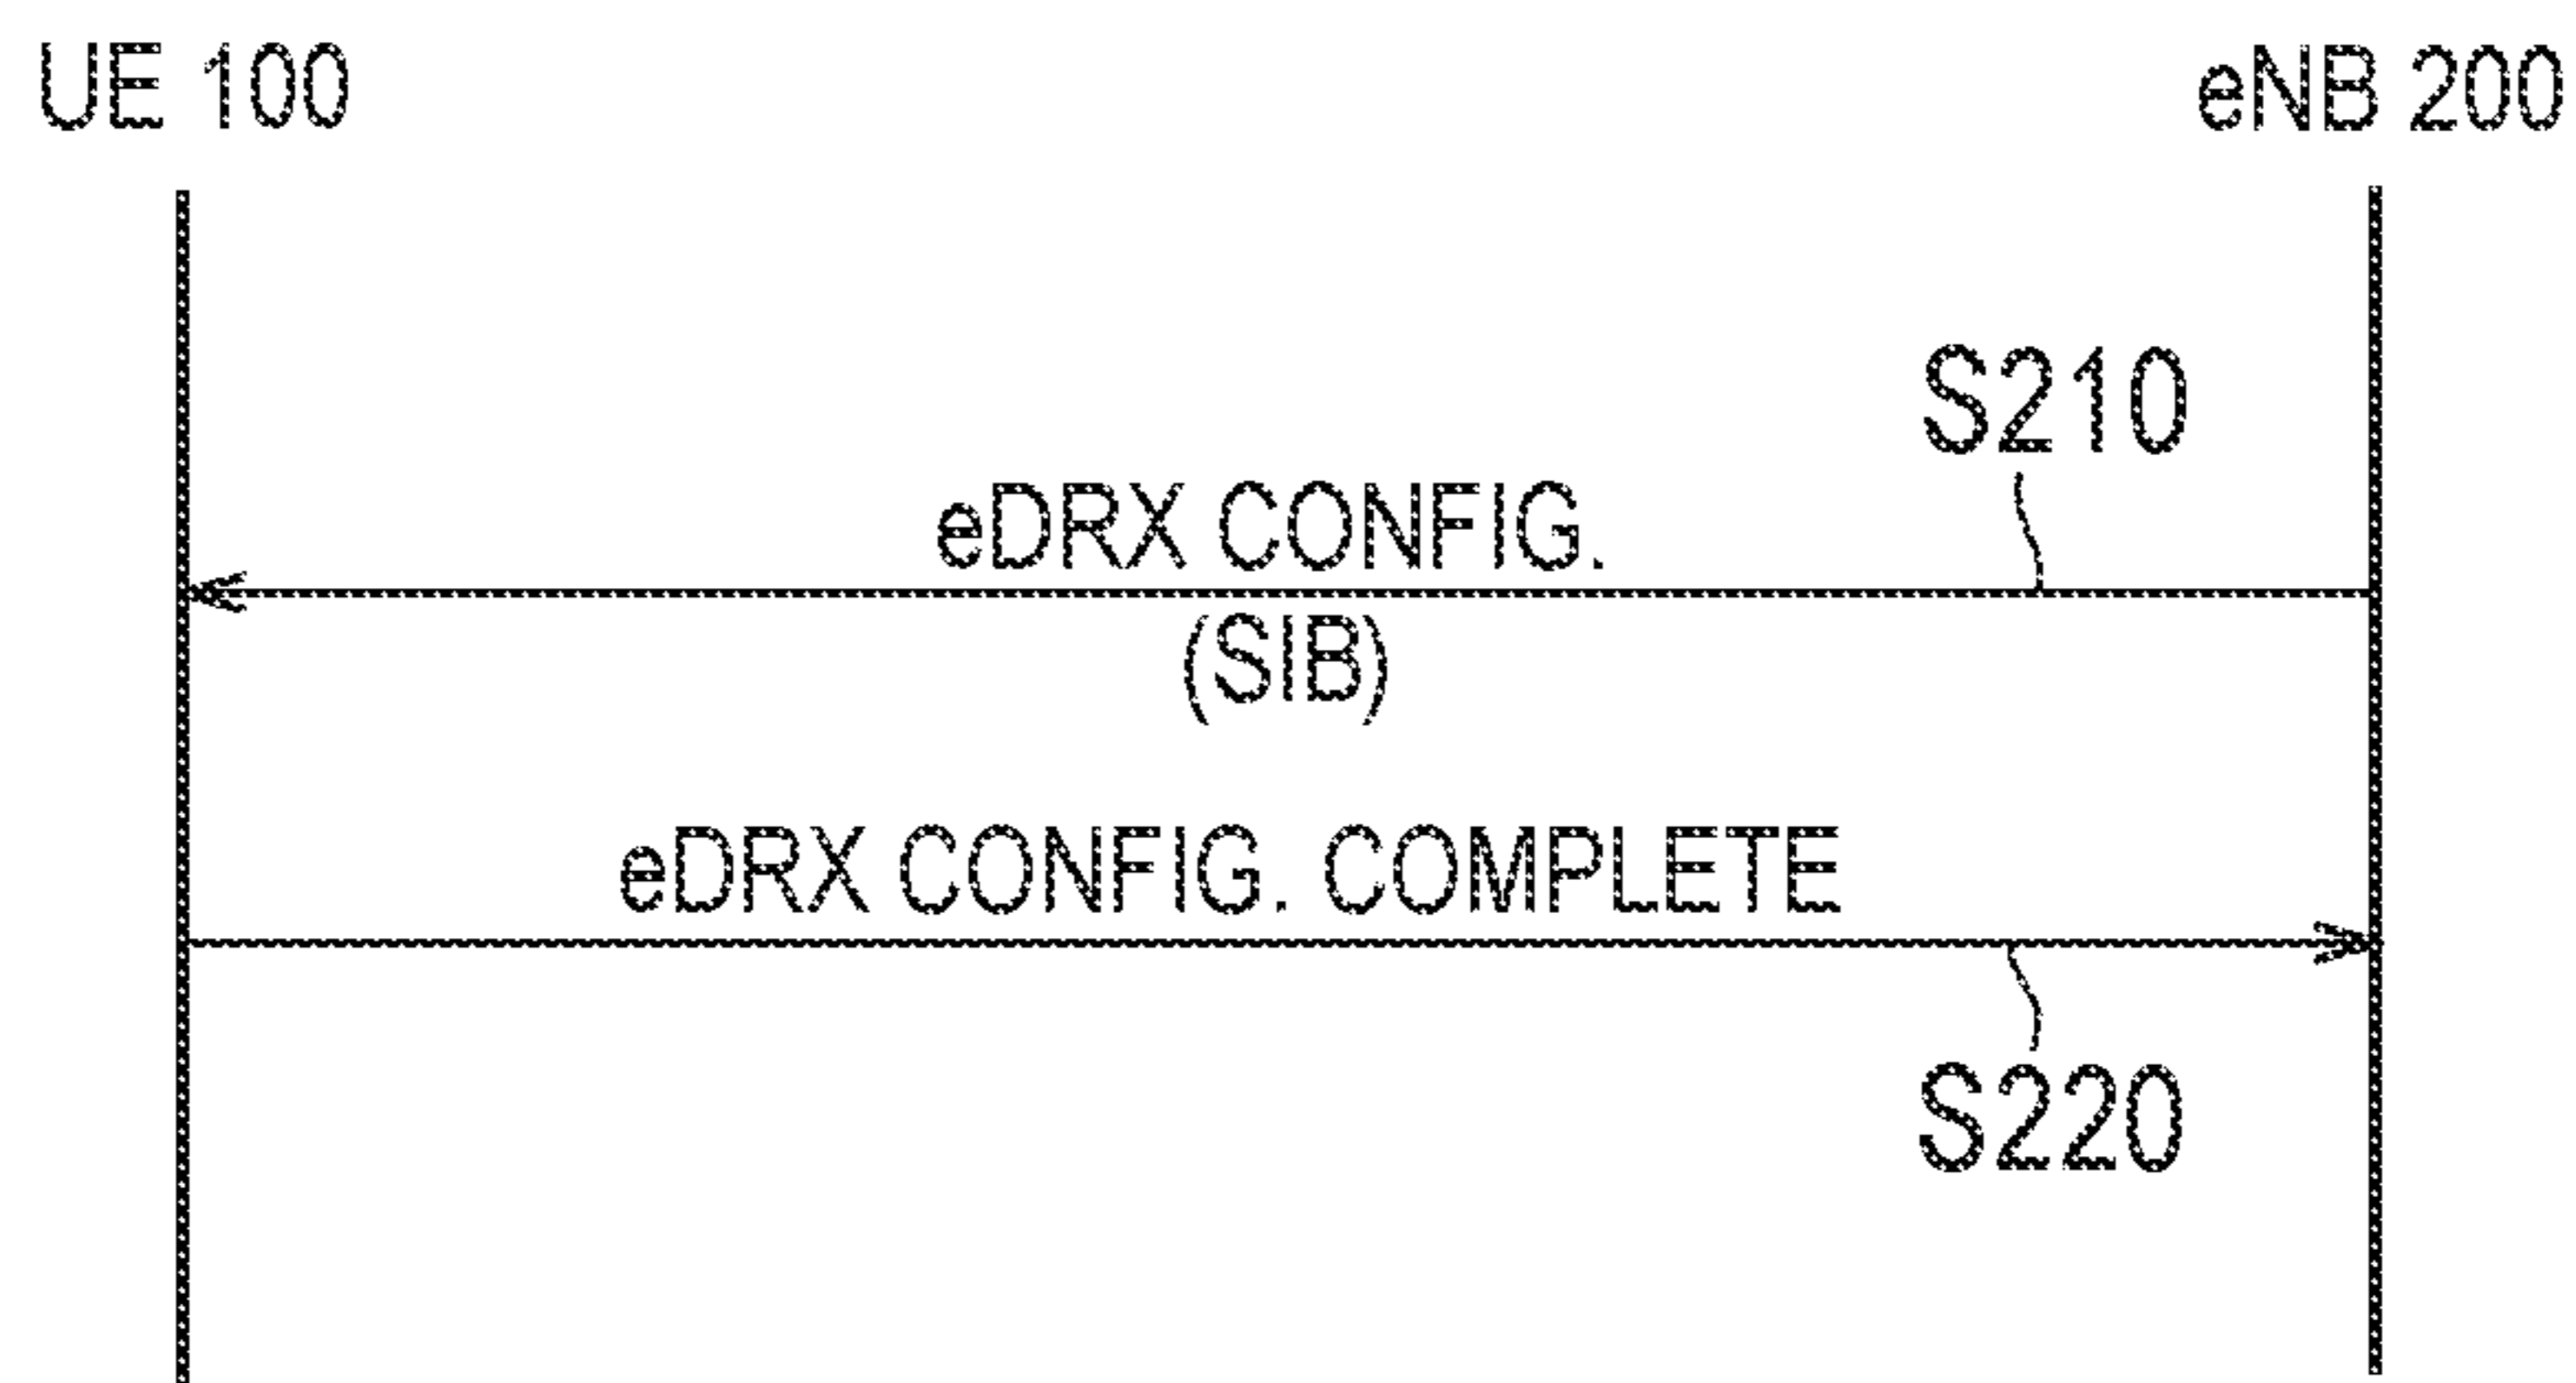 UE 100 eNB 200
S210
eDRX CONFIG.
(SIB)
eDRX CONFIG. COMPLETE
S220